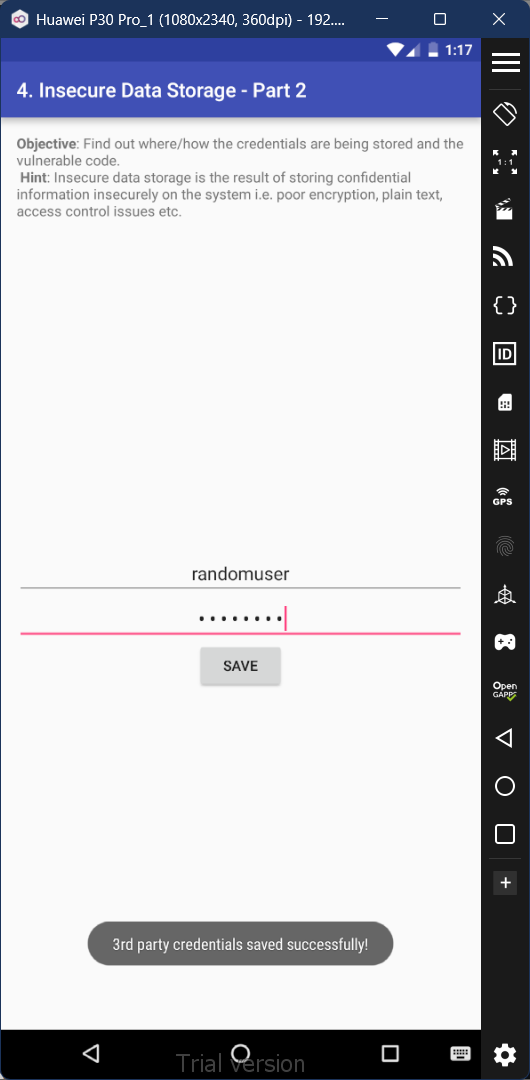 Huawei P30 Pro_1 (1080x2340, 360dpi) - 192....
1:17
4. Insecure Data Storage - Part 2
Objective: Find out where/how the credentials are being stored and the
vulnerable code.
Hint: Insecure data storage is the result of storing confidential
information insecurely on the system i.e. poor encryption, plain text,
access control issues etc.
1:1
ID
GPS
randomuser
••••••••
SAVE
Open
GAPPS
3rd party credentials saved successfully!
Trial version